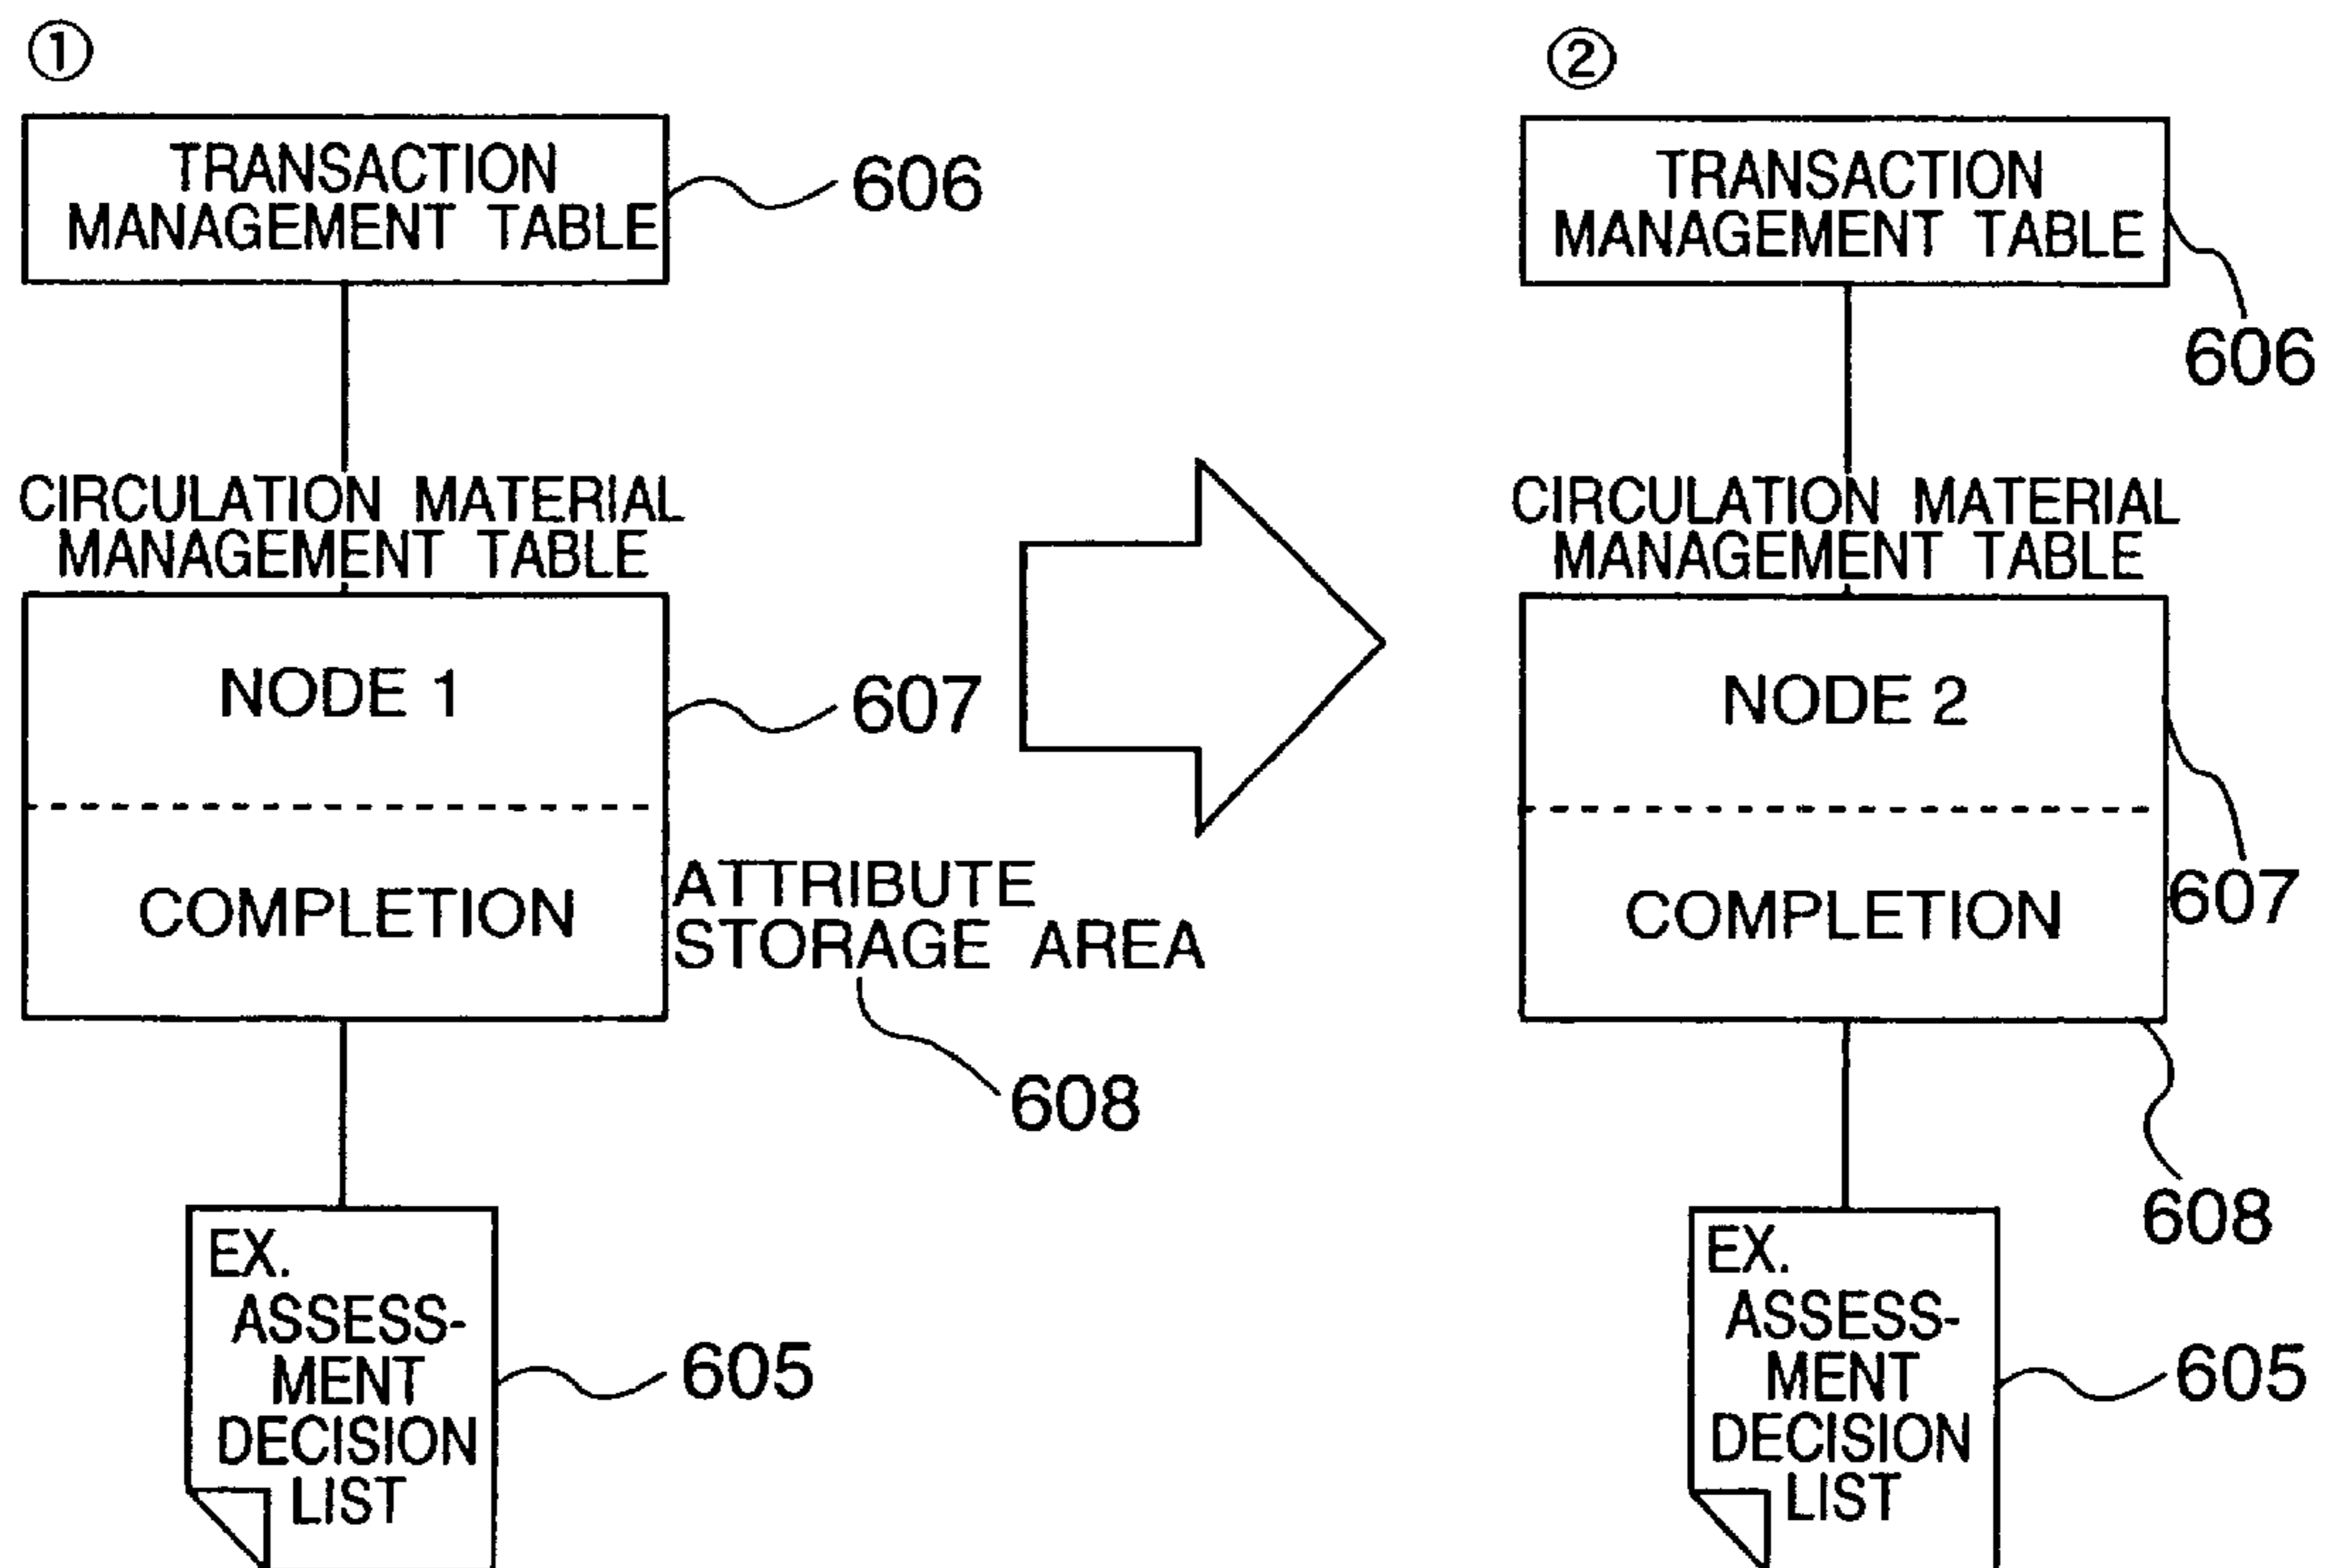 ①
TRANSACTION
MANAGEMENT TABLE
606
CIRCULATION MATERIAL
MANAGEMENT TABLE
NODE 1
607
COMPLETION
ATTRIBUTE
STORAGE AREA
608
EX.
ASSESS-
MENT
DECISION
LIST
605
②
TRANSACTION
MANAGEMENT TABLE
606
CIRCULATION MATERIAL
MANAGEMENT TABLE
NODE 2
607
COMPLETION
608
EX.
ASSESS-
MENT
DECISION
LIST
605